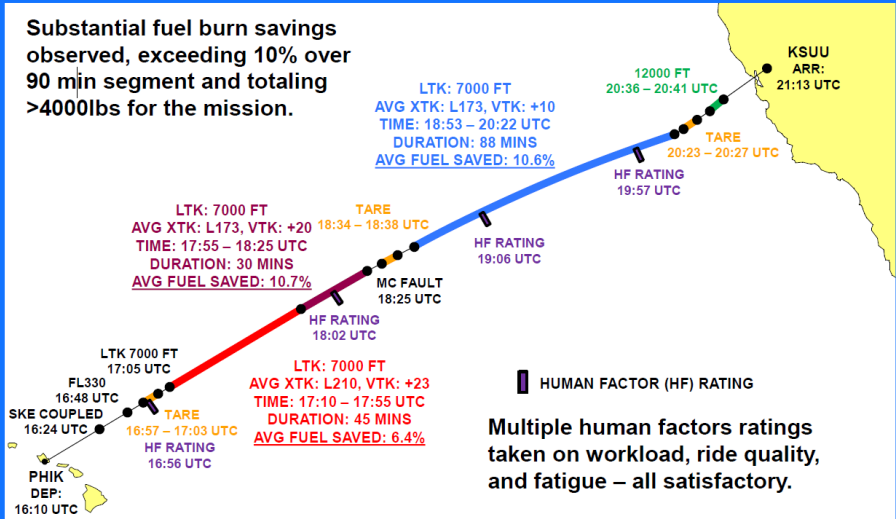 Substantial fuel burn savings
observed, exceeding 10% over
90 min segment and totaling
>4000lbs for the mission.
KSUU
ARR:
21:13 UTC
12000 FT
20:36 – 20:41 UTC
LTK: 7000 FT
AVG XTK: L173, VTK: +10
TIME: 18:53 – 20:22 UTC
DURATION: 88 MINS
AVG FUEL SAVED: 10.6%
TARE
20:23 – 20:27 UTC
HF RATING
19:57 UTC
LTK: 7000 FT
AVG XTK: L173, VTK: +20
TIME: 17:55 – 18:25 UTC
DURATION: 30 MINS
AVG FUEL SAVED: 10.7%
TARE
18:34 – 18:38 UTC
HF RATING
19:06 UTC
MC FAULT
18:25 UTC
HF RATING
18:02 UTC
LTK 7000 FT
17:05 UTC
FL330
16:48 UTC
SKE COUPLED
16:24 UTC
LTK: 7000 FT
AVG XTK: L210, VTK: +23
TIME: 17:10 – 17:55 UTC
DURATION: 45 MINS
AVG FUEL SAVED: 6.4%
TARE
16:57 – 17:03 UTC
HF RATING
16:56 UTC
PHIK
DEP:
16:10 UTC
HUMAN FACTOR (HF) RATING
Multiple human factors ratings
taken on workload, ride quality,
and fatigue – all satisfactory.